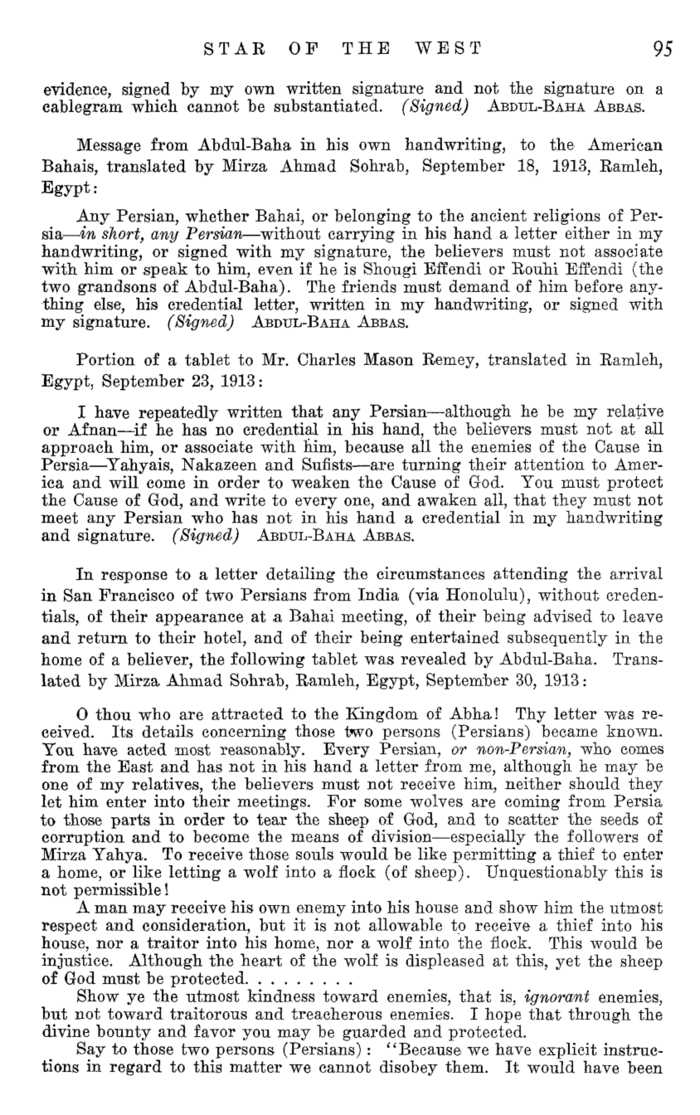 STAR OF THE WEST 95
evidence, signed by my own written signature and not the signature on a
cablegram which cannot be substantiated. (Signed) ABDUL-BAHA ABBAS.
Message from Abdul-Baha in his own handwriting, to the American
Bahais, translated by Mirza Ahmad Sohrab, September 18, 1913, Ramleh,
Egypt:
Any Persian, whether Bahai, or belonging to the ancient religions of Per-
sia—in short, any Persian—without carrying in his hand a letter either in my
handwriting, or signed with my signature, the believers must not associate
with him or speak to him, even if he is Shougi Effendi or Rouhi Effendi (the
two grandsons of Abdul-Baha). The friends must demand of him before any-
thing else, his credential letter, written in my handwriting, or signed with
my signature. (Signed) ABDUL-BAHA ABBAS.
Portion of a tablet to Mr. Charles Mason Remey, translated in Ramleh,
Egypt, September 23, 1913:
I have repeatedly written that any Persian—although he be my relative
or Afnan—if he has no credential in his hand, the believers must not at all
approach him, or associate with him, because all the enemies of the Cause in
Persia—Yahyais, Nakazeen and Sufists—are turning their attention to Amer-
ica and will come in order to weaken the Cause of God. You must protect
the Cause of God, and write to every one, and awaken all, that they must not
meet any Persian who has not in his hand a credential in my handwriting
and signature. (Signed) ABDUL-BAHA ABBAS.
In response to a letter detailing the circumstances attending the arrival
in San Francisco of two Persians from India (via Honolulu), without creden-
tials, of their appearance at a Bahai meeting, of their being advised to leave
and return to their hotel, and of their being entertained subsequently in the
home of a believer, the following tablet was revealed by Abdul-Baha. Trans-
lated by Mirza Ahmad Sohrab, Ramleh, Egypt, September 30, 1913:
O thou who are attracted to the Kingdom of Abha! Thy letter was re-
ceived. Its details concerning those two persons (Persians) became known.
You have acted most reasonably. Every Persian, or non-Persian, who comes
from the East and has not in his hand a letter from me, although he may be
one of my relatives, the believers must not receive him, neither should they
let him enter into their meetings. For some wolves are coming from Persia
to those parts in order to tear the sheep of God, and to scatter the seeds of
corruption and to become the means of division—especially the followers of
Mirza Yahya. To receive those souls would be like permitting a thief to enter
a home, or like letting a wolf into a flock (of sheep). Unquestionably this is
not permissible!
A man may receive his own enemy into his house and show him the utmost
respect and consideration, but it is not allowable to receive a thief into his
house, nor a traitor into his home, nor a wolf into the flock. This would be
injustice. Although the heart of the wolf is displeased at this, yet the sheep
of God must be protected. . . . . . . . .
Show ye the utmost kindness toward enemies, that is, ignorant enemies,
but not toward traitorous and treacherous enemies. I hope that through the
divine bounty and favor you may be guarded and protected.
Say to those two persons (Persians): "Because we have explicit instruc-
tions in regard to this matter we cannot disobey them. It would have been